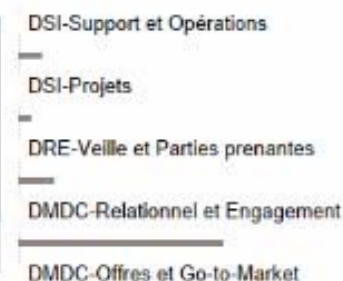 DSI-Support et Opérations
DSI-Projets
DRE-Veille et Parties prenantes
DMDC-Relationnel et Engagement
DMDC-Offres et Go-to-Market